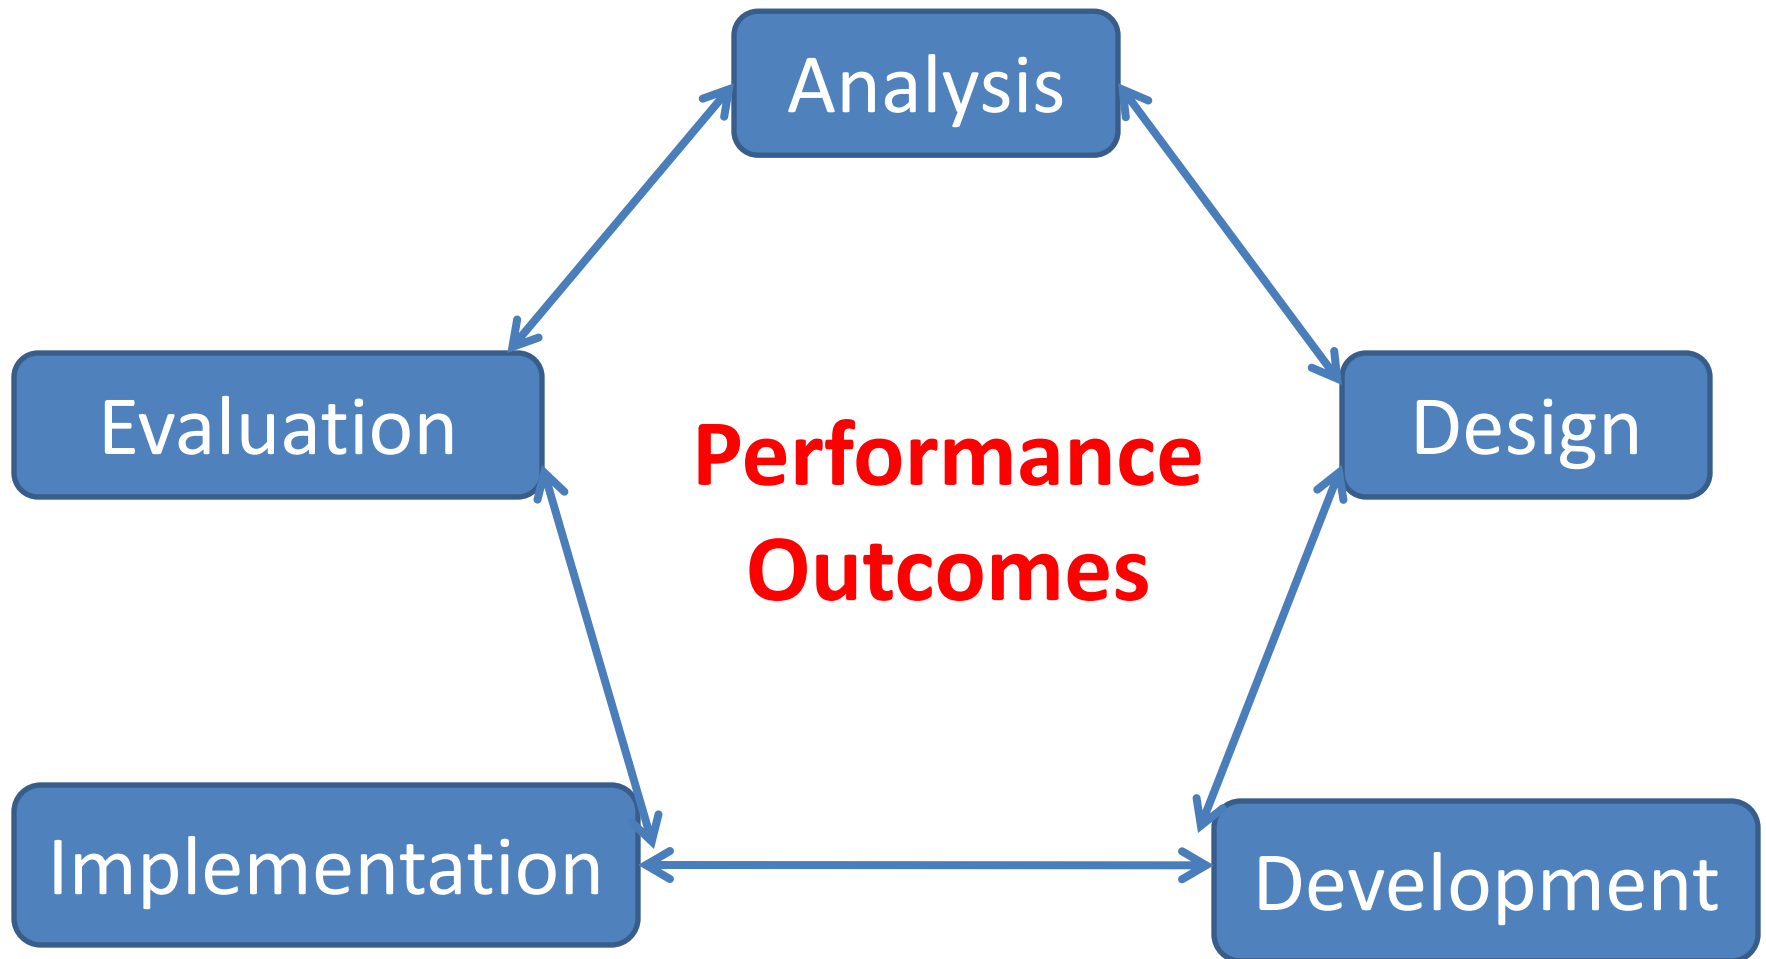 Analysis
Evaluation
Design
Performance
Outcomes
Implementation
Development